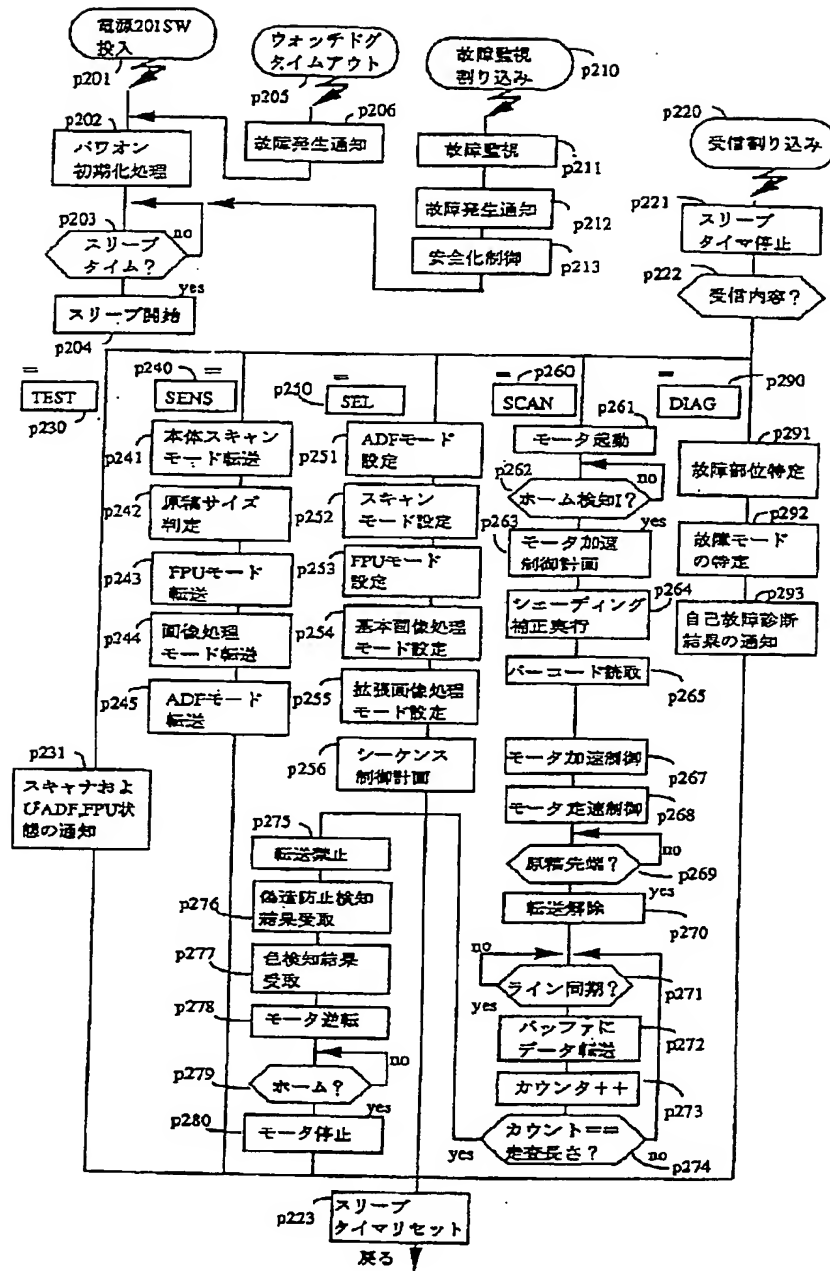 電源201SW
投入
p201
ウォッチドグ
タイムアウト
p205
故障監視
割り込み
p210
p202
p206
p220
パワオン
初期化処理
故障発生通知
故障監視
p211
受信割り込み
p203
no
スリープ
タイム?
yes
故障発生通知
p212
安全化制御
p213
p221
スリープ
タイマ停止
p222
受信内容?
スリープ開始
p204
=
TEST
p230
p240
=
SENS
=
p250
SEL
=
p260
SCAN
=
DIAG
p290
p241
本体スキャン
モード転送
p242
原稿サイズ
判定
p243
FPUモード
転送
p244
画像処理
モード転送
p245
ADFモード
転送
p231
スキャナおよ
びADF,FPU状
態の通知
p251
ADFモード
設定
p252
スキャン
モード設定
p253
FPUモード
設定
p254
基本画像処理
モード設定
p255
拡張画像処理
モード設定
p256
シーケンス
制御計画
p261
モータ起動
p262
no
ホーム検知1?
yes
p263
モータ加速
制御計画
p264
シェーディング
補正実行
バーコード読取
p265
モータ加速制御
p267
モータ定速制御
p268
no
原稿先端?
p269
yes
転送解除
p270
no
ライン同期?
p271
yes
バッファに
データ転送
p272
カウンタ++
p273
カウント==
走査長さ?
yes
no
p274
p275
転送禁止
p276
偽造防止検知
結果受取
p277
色検知結果
受取
p278
モータ逆転
p279
no
ホーム?
yes
p280
モータ停止
p291
故障部位特定
p292
故障モード
の特定
p293
自己故障診断
結果の通知
p223
スリープ
タイマリセット
戻る